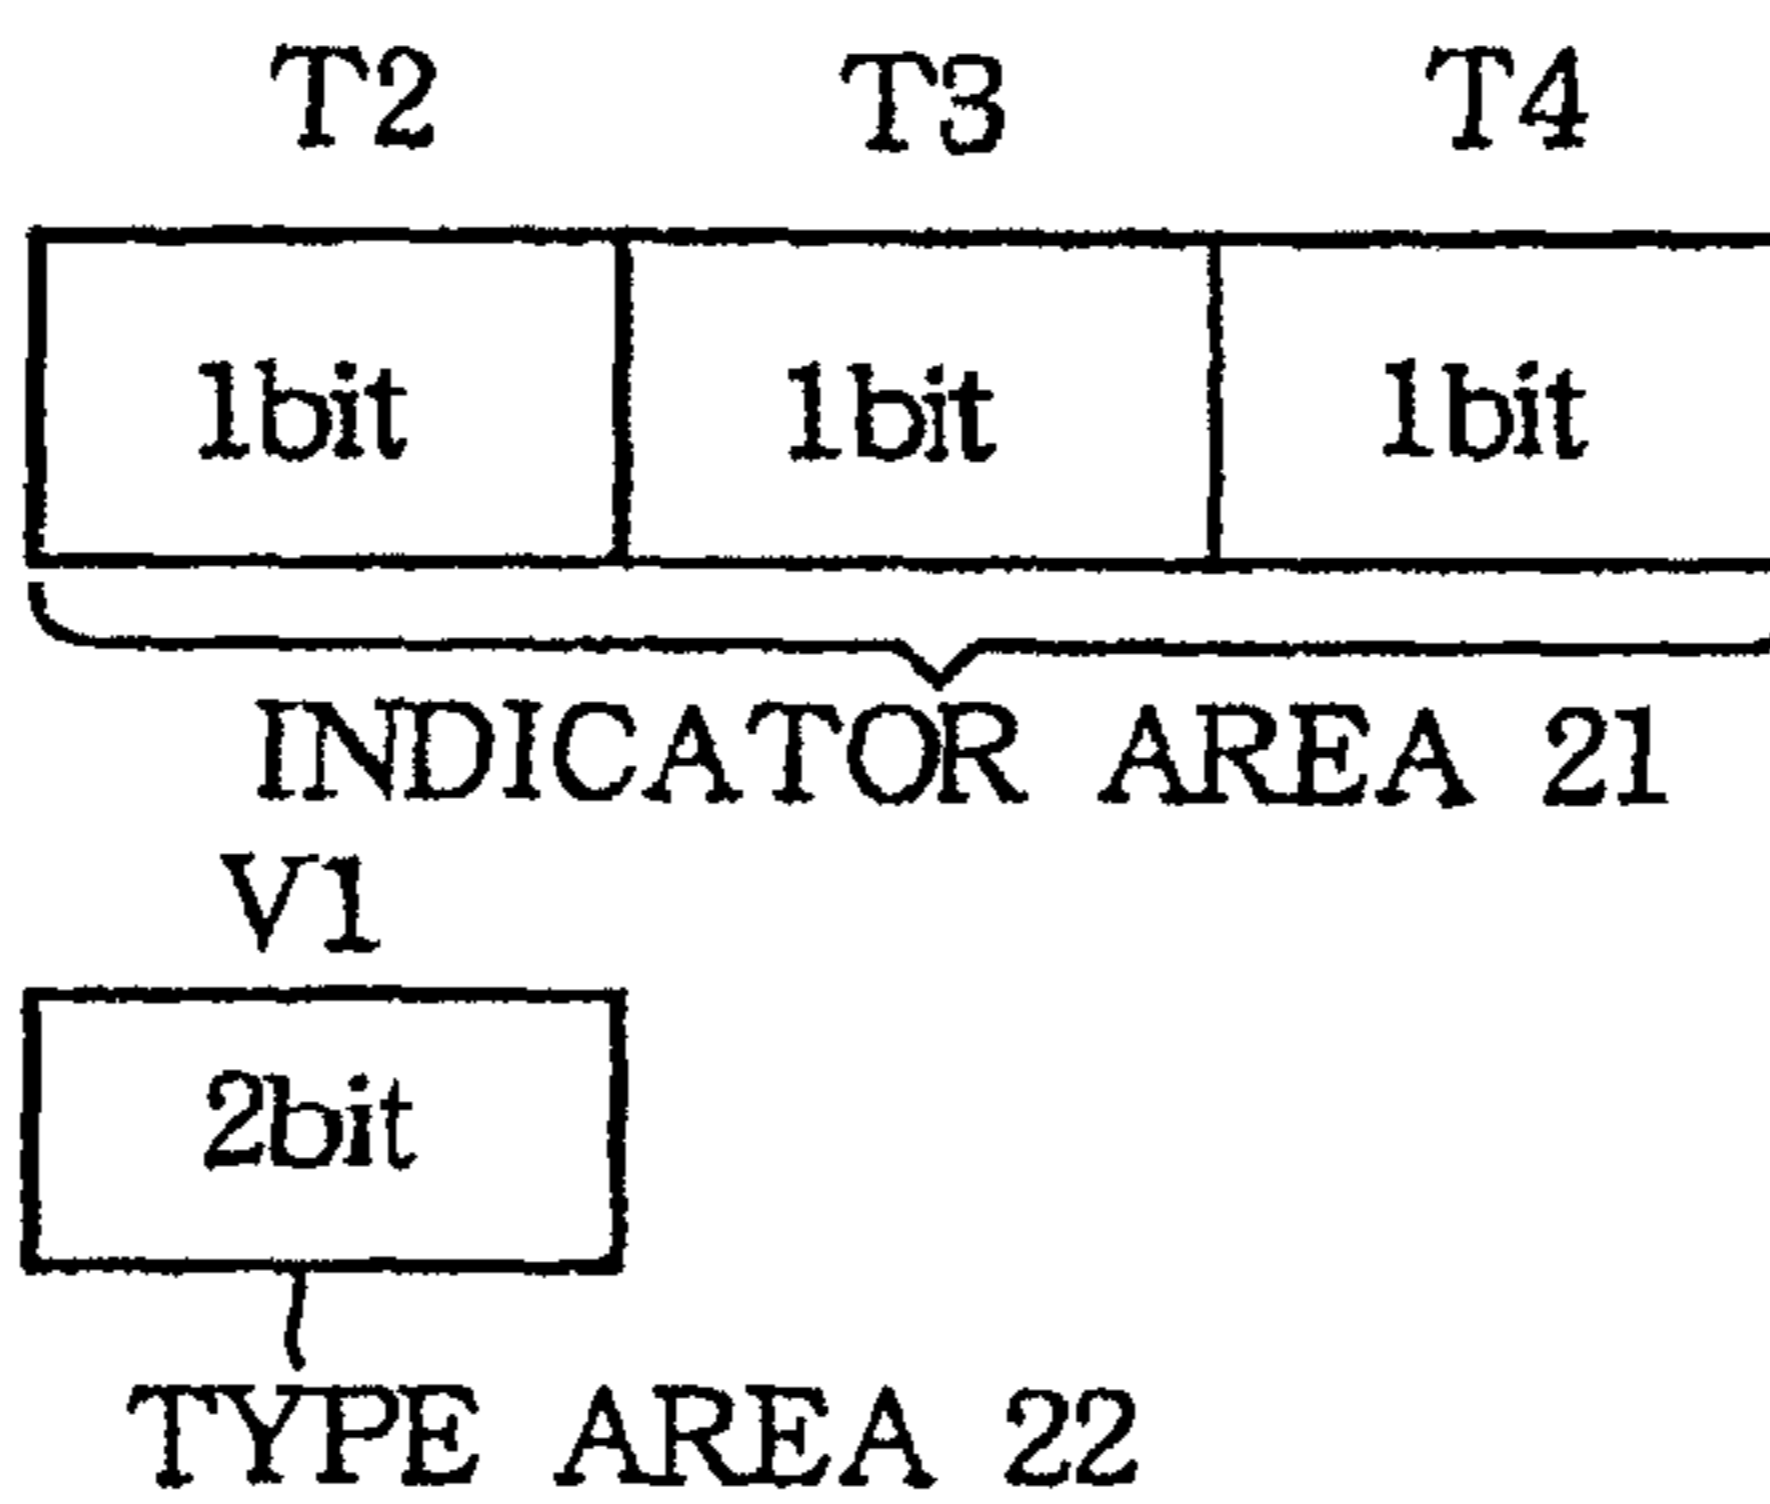 T2 T3 T4
1bit 1bit 1bit
INDICATOR AREA 21
V1
2bit
TYPE AREA 22